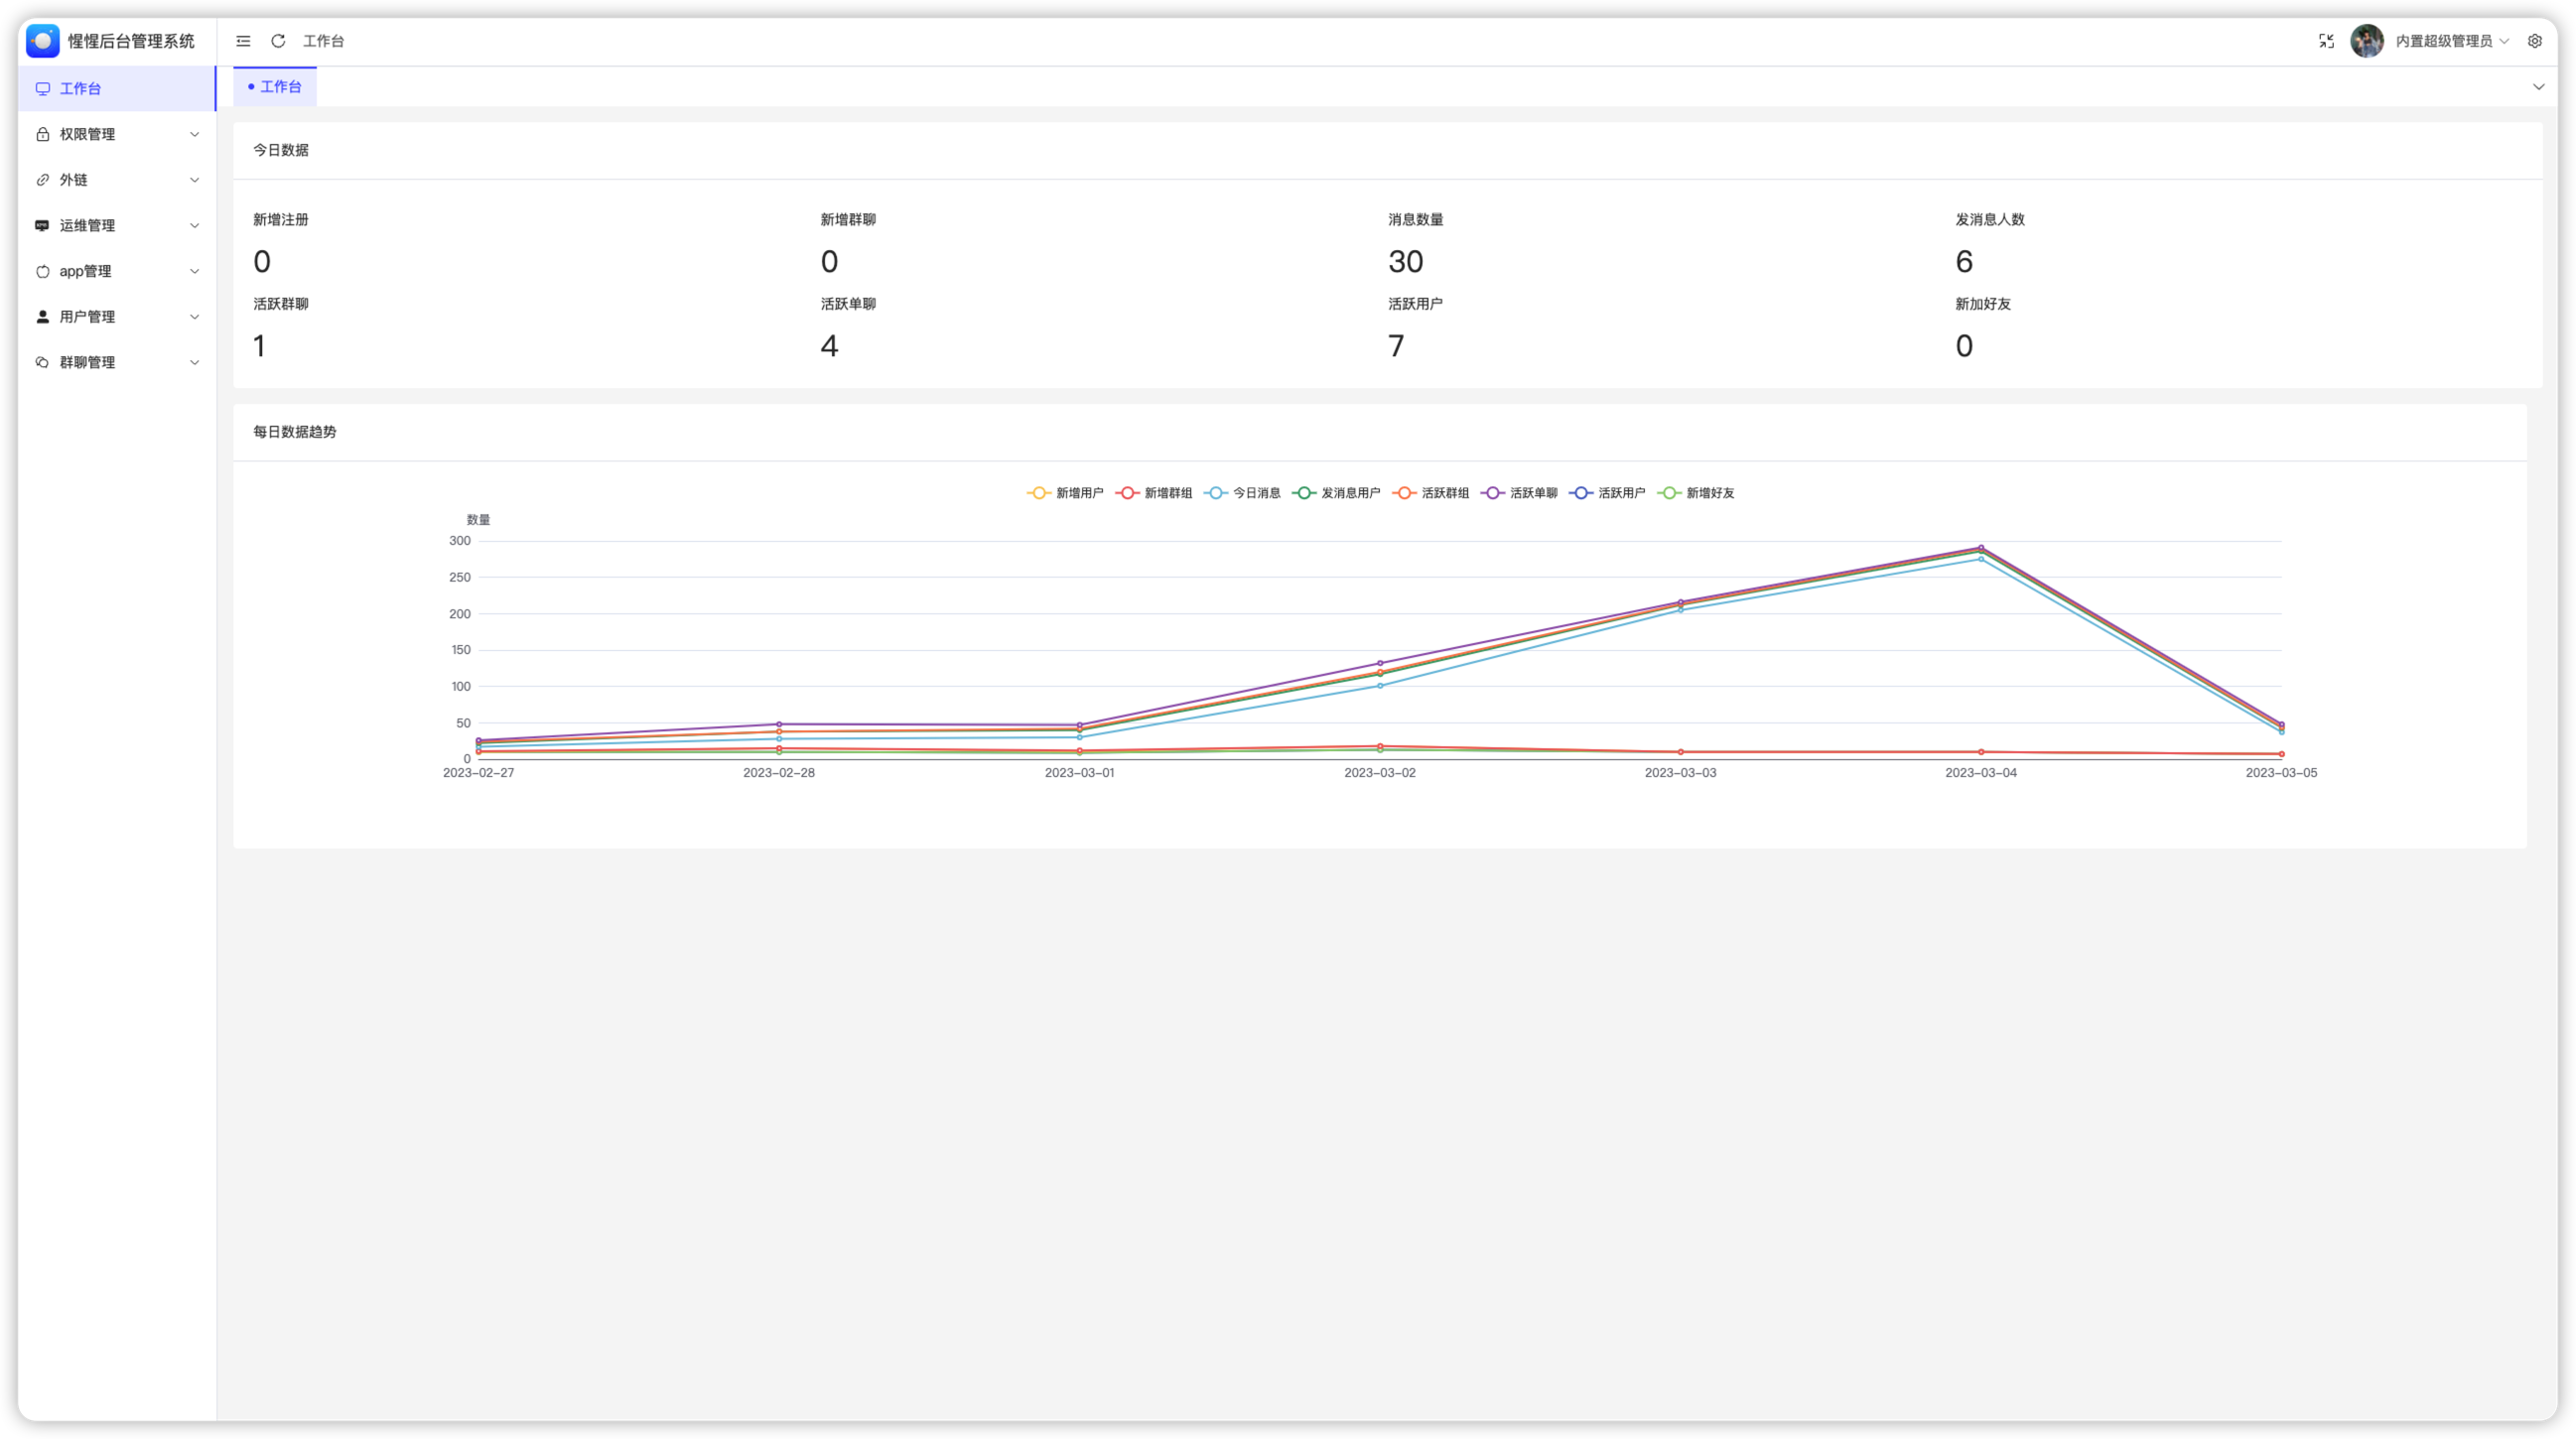 惺惺后台管理系统
工作台
内置超级管理员
工作台
工作台
权限管理
外链
运维管理
app管理
用户管理
群聊管理
今日数据
新增注册 新增群聊 消息数量 发消息人数
0 0 30 6
活跃群聊 活跃单聊 活跃用户 新加好友
1 4 7 0
每日数据趋势
新增用户 新增群组 今日消息 发消息用户 活跃群组 活跃单聊 活跃用户 新增好友
数量
300
250
200
150
100
50
0
2023-02-27 2023-02-28 2023-03-01 2023-03-02 2023-03-03 2023-03-04 2023-03-05